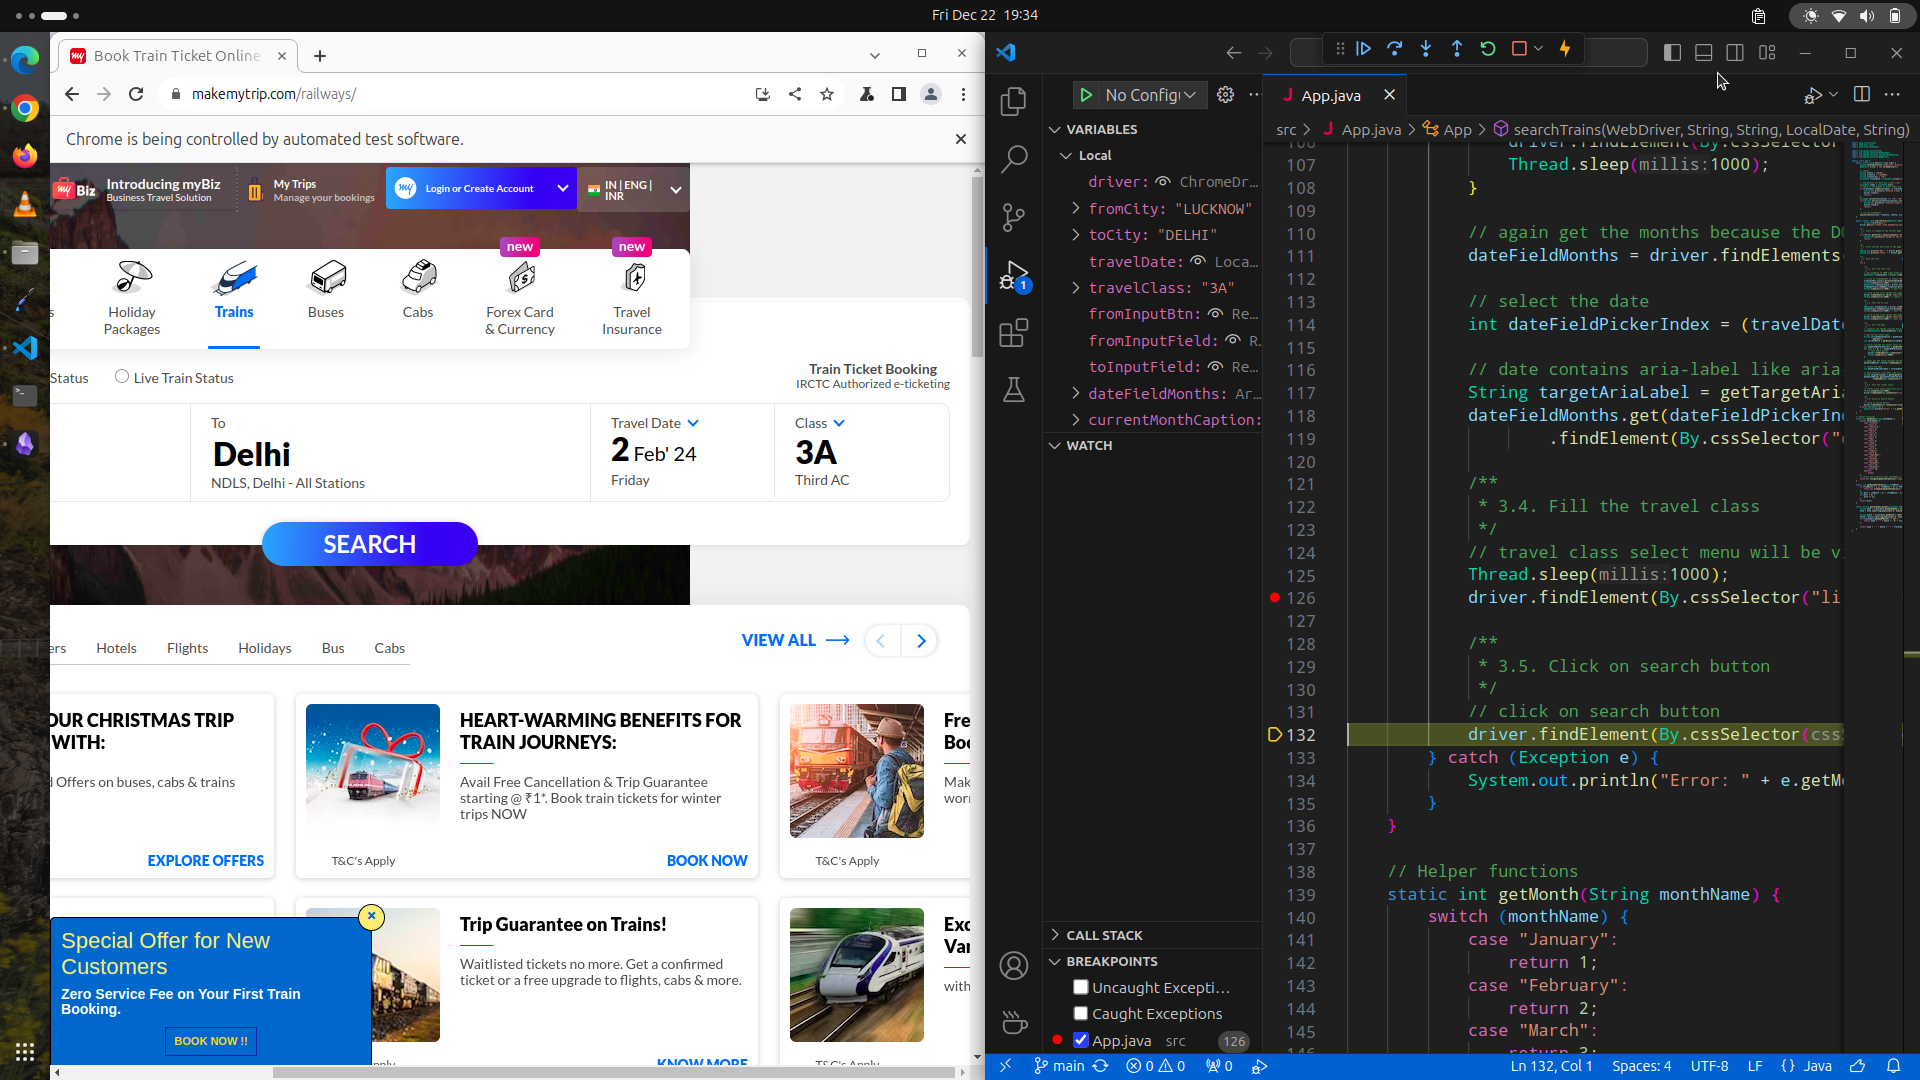 Fri Dec 22 19:34
Book Train Ticket Online
makemytrip.com/railways/
Chrome is being controlled by automated test software.
my Biz
Introducing myBiz
Business Travel Solution
My Trips
Manage your bookings
my
Login or Create Account
IN | ENG |
INR
new
new
Holiday
Packages
Trains
Buses
Cabs
Forex Card
& Currency
Travel
Insurance
Status
Live Train Status
Train Ticket Booking
IRCTC Authorized e-ticketing
To
Delhi
NDLS, Delhi - All Stations
Travel Date
2 Feb' 24
Friday
Class
3A
Third AC
SEARCH
ers
Hotels
Flights
Holidays
Bus
Cabs
VIEW ALL
OUR CHRISTMAS TRIP
WITH:
Offers on buses, cabs & trains
EXPLORE OFFERS
HEART-WARMING BENEFITS FOR
TRAIN JOURNEYS:
Avail Free Cancellation & Trip Guarantee
starting @ ₹1*. Book train tickets for winter
trips NOW
T&C's Apply
BOOK NOW
Fre
Boo
Mak
wor
T&C's Apply
Trip Guarantee on Trains!
Waitlisted tickets no more. Get a confirmed
ticket or a free upgrade to flights, cabs & more.
KNOW MORE
Exc
Var
with
T&C's Apply
Special Offer for New
Customers
Zero Service Fee on Your First Train
Booking.
BOOK NOW !!
No Config
VARIABLES
Local
driver: ChromeDr...
fromCity: "LUCKNOW"
toCity: "DELHI"
travelDate: Loca...
travelClass: "3A"
fromInputBtn: Re...
fromInputField: R.
toInputField: Re...
dateFieldMonths: Ar...
currentMonthCaption:
WATCH
CALL STACK
BREAKPOINTS
Uncaught Excepti...
Caught Exceptions
App.java src 126
1
App.java
src > App.java > App > searchTrains(WebDriver, String, String, LocalDate, String)
106 driver.findElement(By.cssSelector
107 Thread.sleep(millis:1000);
108 }
109
110 // again get the months because the DO
111 dateFieldMonths = driver.findElements(
112
113 // select the date
114 int dateFieldPickerIndex = (travelDate
115
116 // date contains aria-label like aria-
117 String targetAriaLabel = getTargetAria
118 dateFieldMonths.get(dateFieldPickerInd
119 .findElement(By.cssSelector("d
120
121 /**
122 * 3.4. Fill the travel class
123 */
124 // travel class select menu will be vi
125 Thread.sleep(millis:1000);
126 driver.findElement(By.cssSelector("li
127
128 /**
129 * 3.5. Click on search button
130 */
131 // click on search button
132 driver.findElement(By.cssSelector(css
133 } catch (Exception e) {
134 System.out.println("Error: " + e.getMe
135 }
136 }
137
138 // Helper functions
139 static int getMonth(String monthName) {
140 switch (monthName) {
141 case "January":
142 return 1;
143 case "February":
144 return 2;
145 case "March":
146 return 3;
main
0 0
0
Ln 132, Col 1
Spaces: 4
UTF-8
LF
{ } Java